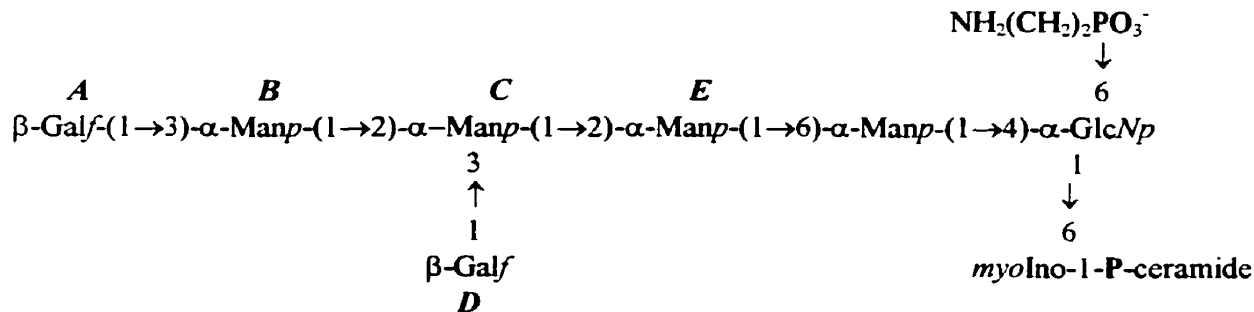 NH₂(CH₂)₂PO₃⁻
↓
A B C E 6
β-Galf-(1→3)-α-Manp-(1→2)-α-Manp-(1→2)-α-Manp-(1→6)-α-Manp-(1→4)-α-GlcNp
3 1
↑ ↓
1 6
β-Galf myoIno-1-P-ceramide
D